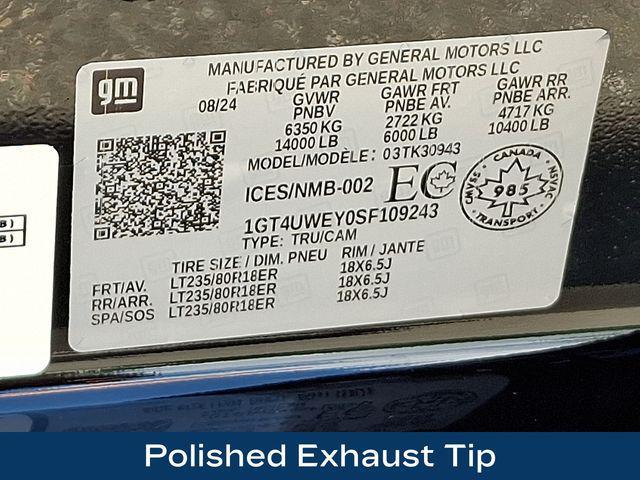 gm
MANUFACTURED BY GENERAL MOTORS LLC
FABRIQUÉ PAR GENERAL MOTORS LLC
08/24 GVWR GAWR FRT GAWR RR
PNBV PNBE AV. PNBE ARR.
6350 KG 2722 KG 4717 KG
14000 LB 6000 LB 10400 LB
MODEL/MODÈLE: 03TK30943
ICES/NMB-002 EC
CANADA
NSVAC
985
CMVSS
TRANSPORT
1GT4UWEY0SF109243
TYPE: TRU/CAM
TIRE SIZE / DIM. PNEU RIM / JANTE
FRT/AV. LT235/80R18ER 18X6.5J
RR/ARR. LT235/80R18ER 18X6.5J
SPA/SOS LT235/80R18ER 18X6.5J
B)
B)
Polished Exhaust Tip